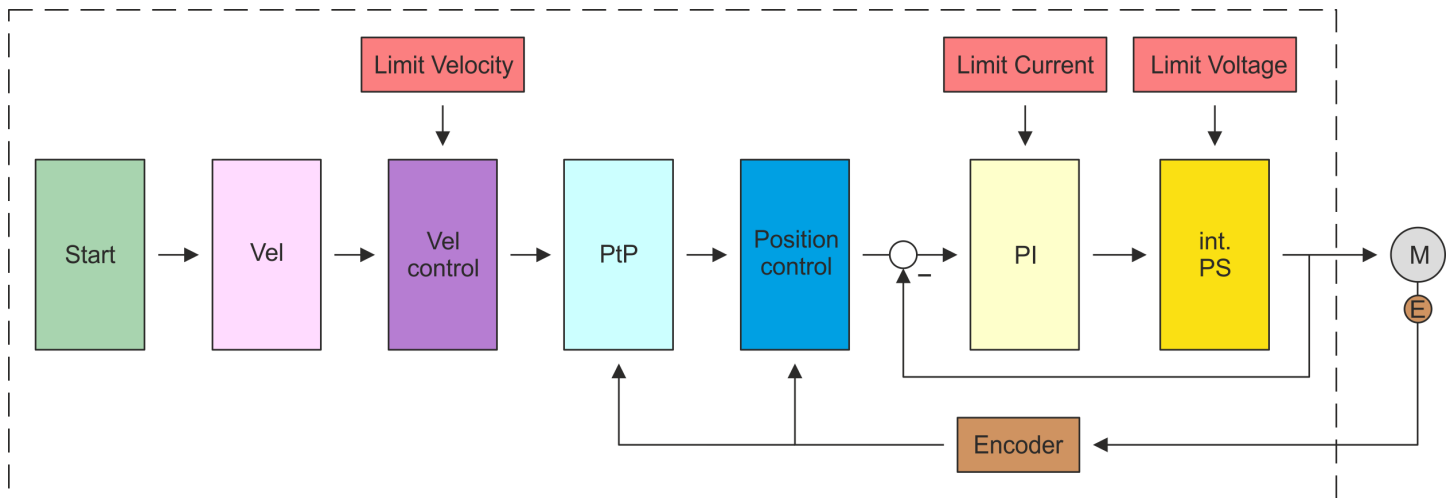 Limit Velocity
Limit Current
Limit Voltage
Start
Vel
Vel
control
PtP
Position
control
–
PI
int.
PS
M
E
Encoder